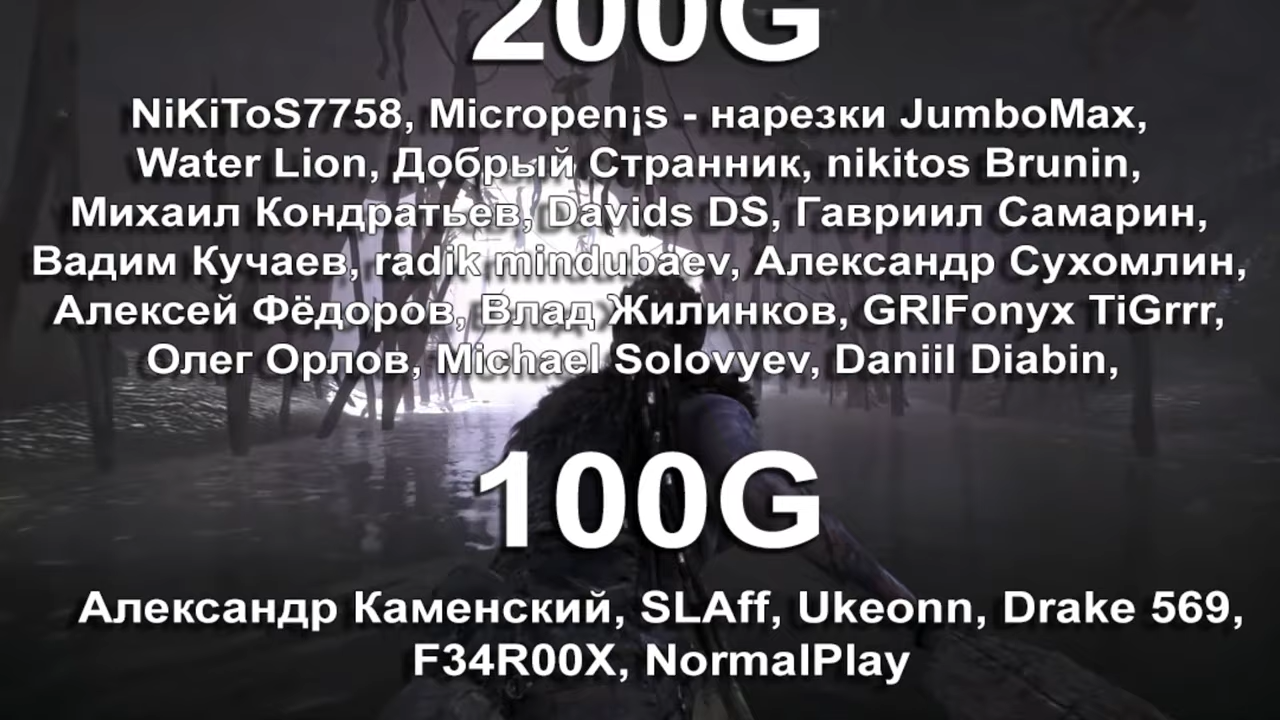 200G
NiKiToS7758, Micropen¡s - нарезки JumboMax,
Water Lion, Добрый Странник, nikitos Brunin,
Михаил Кондратьев, Davids DS, Гавриил Самарин,
Вадим Кучаев, radik mindubaev, Александр Сухомлин,
Алексей Фёдоров, Влад Жилинков, GRIFonyx TiGrrr,
Олег Орлов, Michael Solovyev, Daniil Diabin,
100G
Александр Каменский, SLAff, Ukeonn, Drake 569,
F34R00X, NormalPlay